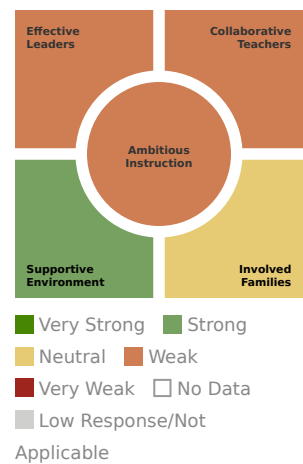 Effective
Leaders
Collaborative
Teachers
Ambitious
Instruction
Supportive
Environment
Involved
Families
Very Strong Strong
Neutral Weak
Very Weak No Data
Low Response/Not
Applicable